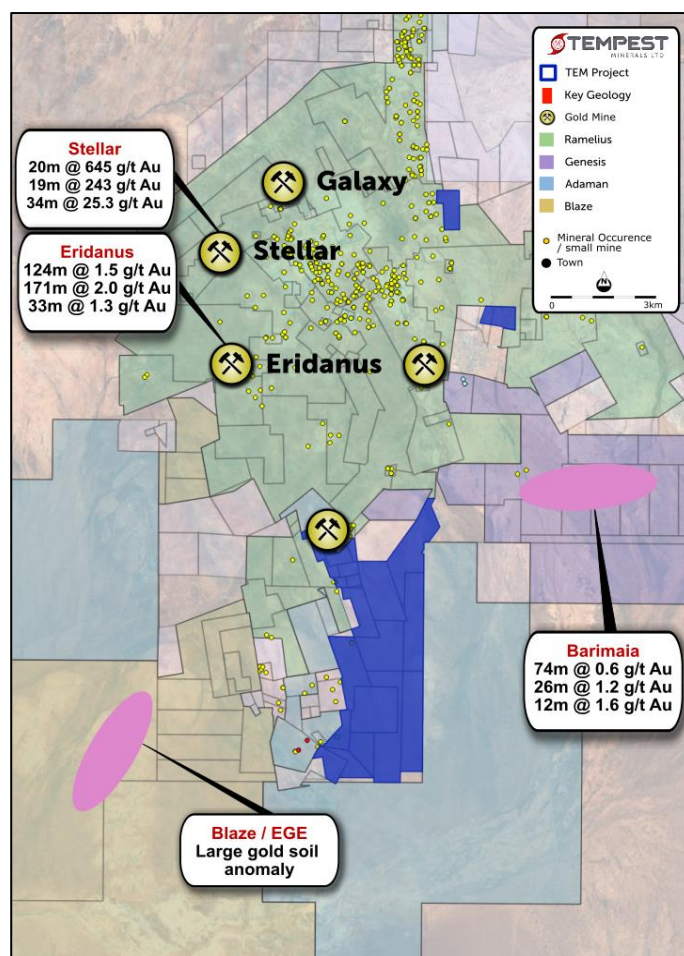 TEMPEST
MINERALS LTD
TEM Project
Key Geology
Gold Mine
Ramelius
Genesis
Adaman
Blaze
Mineral Occurence
/ small mine
Town
N
0 3km
Stellar
20m @ 645 g/t Au
19m @ 243 g/t Au
34m @ 25.3 g/t Au
Galaxy
Stellar
Eridanus
124m @ 1.5 g/t Au
171m @ 2.0 g/t Au
33m @ 1.3 g/t Au
Eridanus
Barimaia
74m @ 0.6 g/t Au
26m @ 1.2 g/t Au
12m @ 1.6 g/t Au
Blaze / EGE
Large gold soil
anomaly